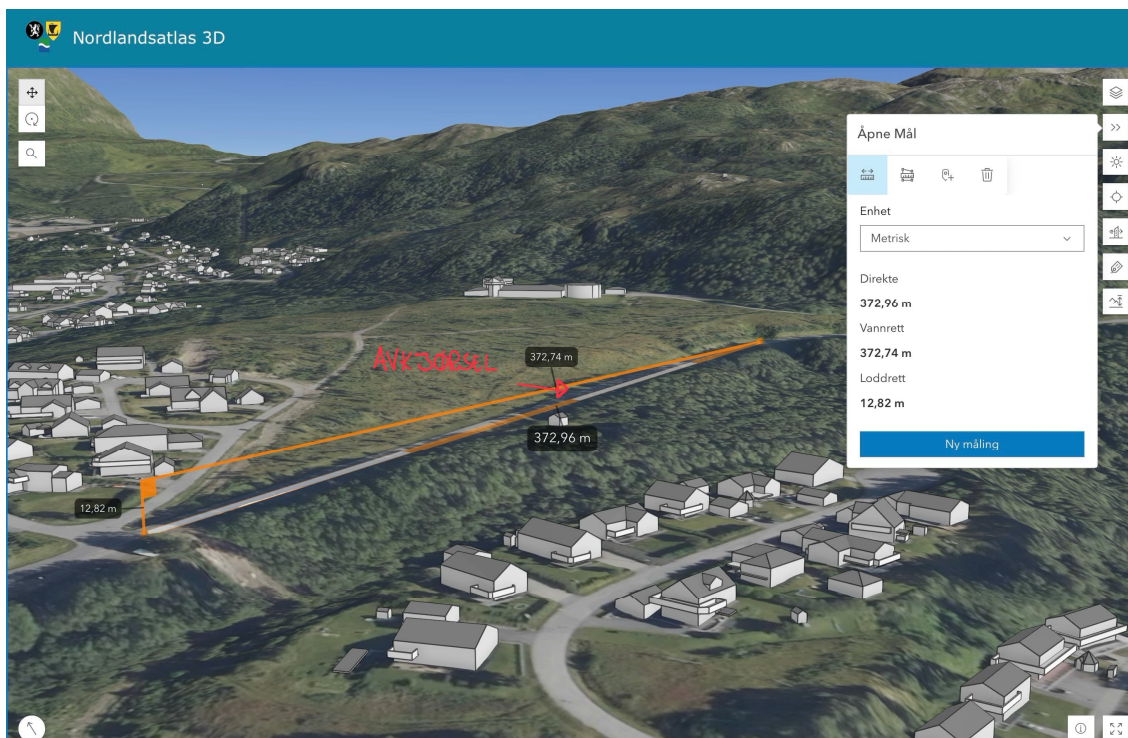 Nordlandsatlas 3D
Åpne Mål
Enhet
Metrisk
Direkte
372,96 m
Vannrett
372,74 m
Loddrett
12,82 m
Ny måling
AVKJØRSEL
372,74 m
372,96 m
12,82 m